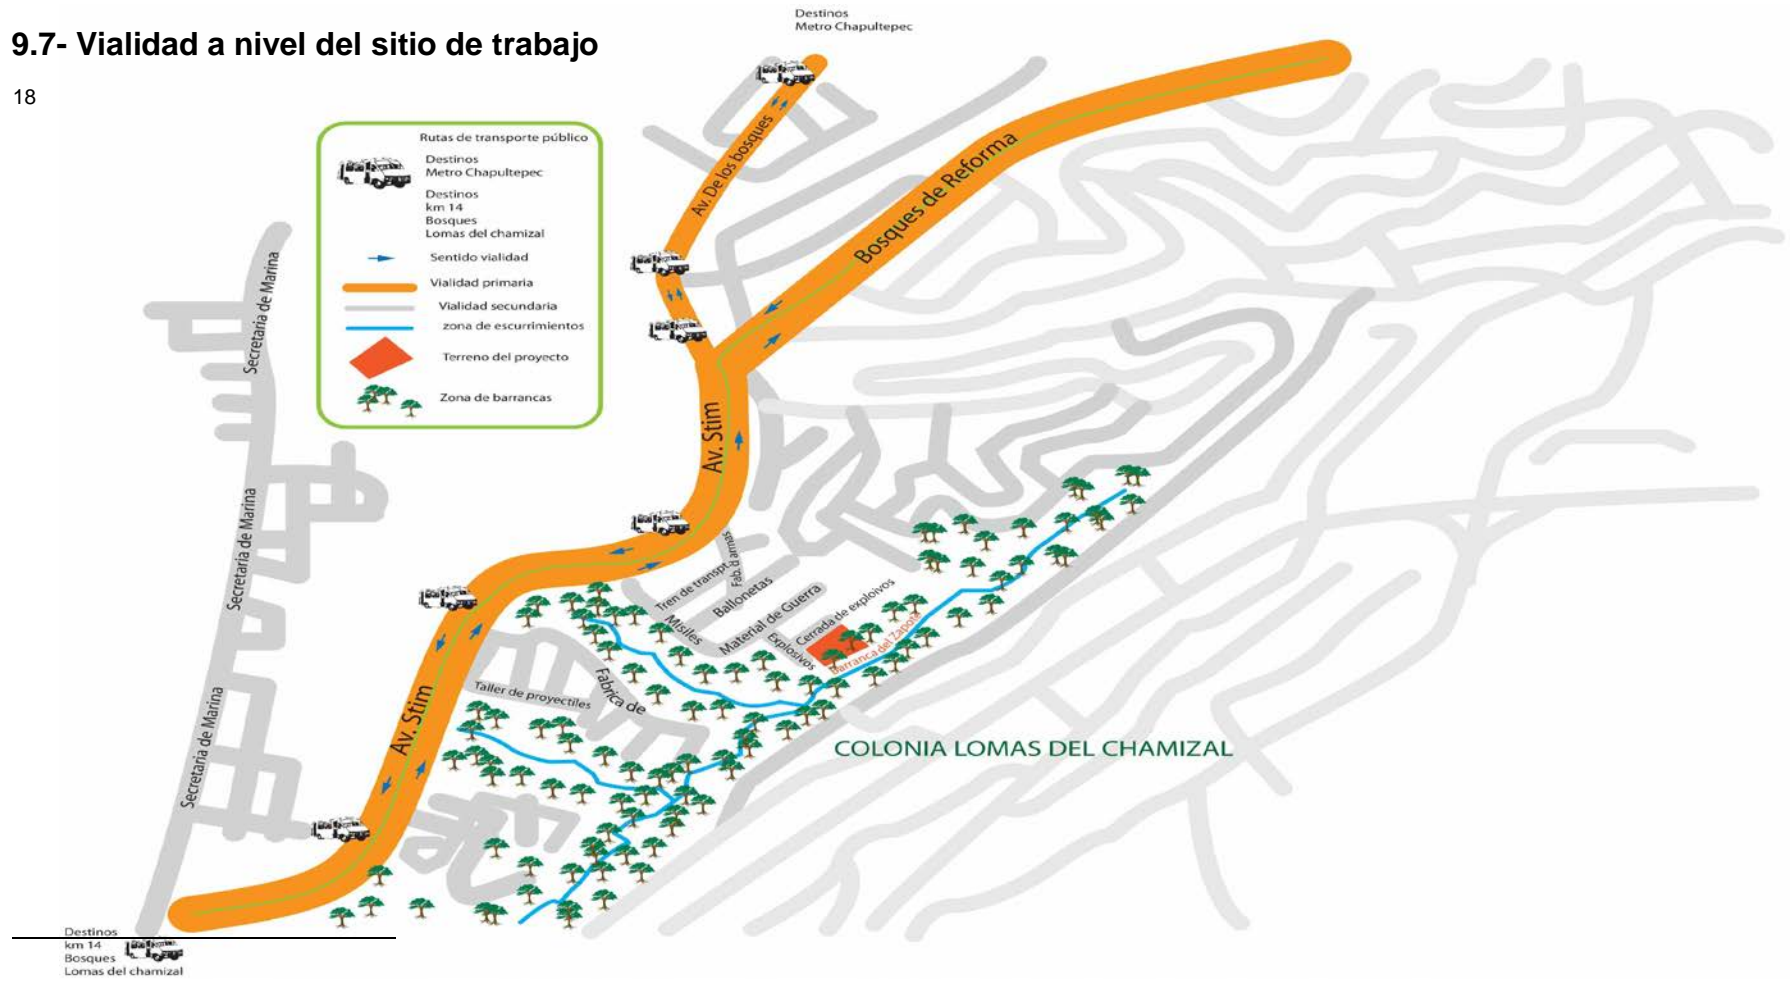 9.7- Vialidad a nivel del sitio de trabajo
18
Destinos
Metro Chapultepec
Rutas de transporte público
Destinos
Metro Chapultepec
Destinos
km 14
Bosques
Lomas del chamizal
Sentido vialidad
Vialidad primaria
Vialidad secundaria
zona de escurrimientos
Terreno del proyecto
Zona de barrancas
Av. De los bosques
Bosques de Reforma
Secretaria de Marina
Av. Stim
Secretaria de Marina
Fab. d armas
Tren de transpt.
Ballonetas
Misiles
Material de Guerra
Cerrada de exploivos
Explosivos
Barranca del Zapote
Taller de proyectiles
Fabrica de
Secretaria de Marina
Av. Stim
COLONIA LOMAS DEL CHAMIZAL
Destinos
km 14
Bosques
Lomas del chamizal